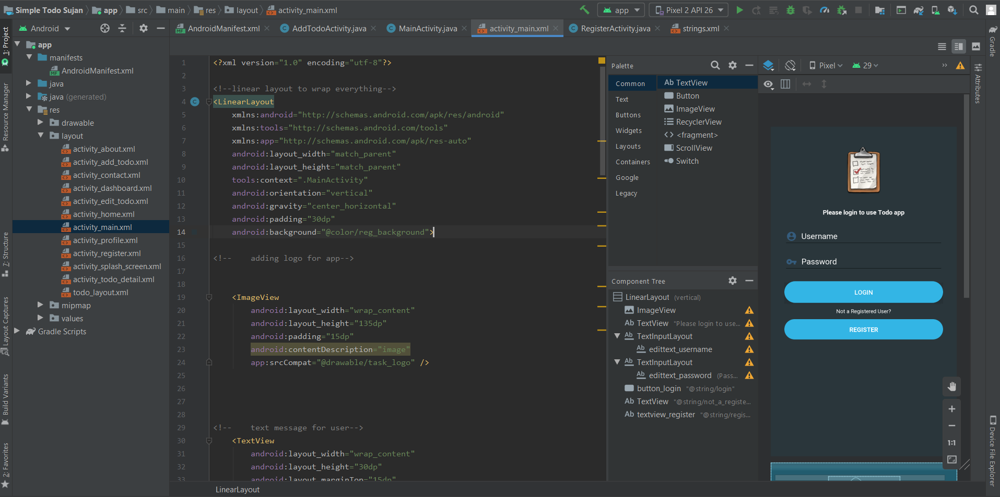 Simple Todo Sujan app src main res layout activity_main.xml
app Pixel 2 API 26
Android
AndroidManifest.xml AddTodoActivity.java MainActivity.java activity_main.xml RegisterActivity.java strings.xml
1: Project
Resource Manager
7: Structure
Layout Captures
Build Variants
2: Favorites
app
manifests
AndroidManifest.xml
java
java (generated)
res
drawable
layout
activity_about.xml
activity_add_todo.xml
activity_contact.xml
activity_dashboard.xml
activity_edit_todo.xml
activity_home.xml
activity_main.xml
activity_profile.xml
activity_register.xml
activity_splash_screen.xml
activity_todo_detail.xml
todo_layout.xml
mipmap
values
Gradle Scripts
1 <?xml version="1.0" encoding="utf-8"?>
2
3 <!--linear layout to wrap everything-->
4 <LinearLayout
5 xmlns:android="http://schemas.android.com/apk/res/android"
6 xmlns:tools="http://schemas.android.com/tools"
7 xmlns:app="http://schemas.android.com/apk/res-auto"
8 android:layout_width="match_parent"
9 android:layout_height="match_parent"
10 tools:context=".MainActivity"
11 android:orientation="vertical"
12 android:gravity="center_horizontal"
13 android:padding="30dp"
14 android:background="@color/reg_background">
15
16 <!-- adding logo for app-->
17
18
19 <ImageView
20 android:layout_width="wrap_content"
21 android:layout_height="135dp"
22 android:padding="15dp"
23 android:contentDescription="image"
24 app:srcCompat="@drawable/task_logo" />
25
26
27
28
29 <!-- text message for user-->
30 <TextView
31 android:layout_width="wrap_content"
32 android:layout_height="30dp"
33 android:layout_marginTop="15dp"
LinearLayout
Palette
Common
Text
Buttons
Widgets
Layouts
Containers
Google
Legacy
Ab TextView
Button
ImageView
RecyclerView
<fragment>
ScrollView
Switch
Component Tree
LinearLayout (vertical)
ImageView
Ab TextView "Please login to use...
Ab TextInputLayout
Ab edittext_username
Ab TextInputLayout
Ab edittext_password (Pass...
button_login "@string/login"
Ab TextView "@string/not_a_registe...
Ab textview_register "@string/regis...
Pixel 29
Please login to use Todo app
Username
Password
LOGIN
Not a Registered User?
REGISTER
1:1
Gradle
Attributes
Device File Explorer